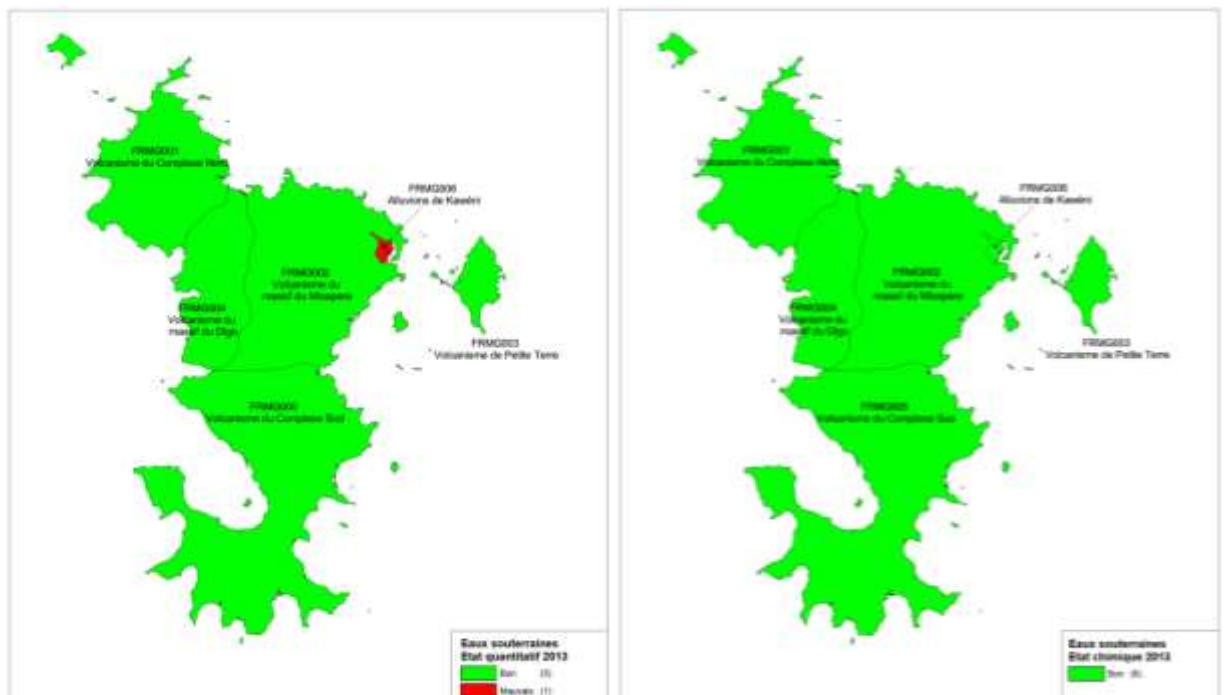 FRMG001
Volcanisme du Complexe Nord
FRMG006
Alluvions de Kawéni
FRMG002
Volcanisme du
massif du Mtsapéré
FRMG004
Volcanisme du
massif du Digo
FRMG003
Volcanisme de Petite Terre
FRMG005
Volcanisme du Complexe Sud
Eaux souterraines
Etat quantitatif 2013
Bon (5)
Mauvais (1)
FRMG001
Volcanisme du Complexe Nord
FRMG006
Alluvions de Kawéni
FRMG002
Volcanisme du
massif du Mtsapéré
FRMG004
Volcanisme du
massif du Digo
FRMG003
Volcanisme de Petite Terre
FRMG005
Volcanisme du Complexe Sud
Eaux souterraines
Etat chimique 2013
Bon (6)